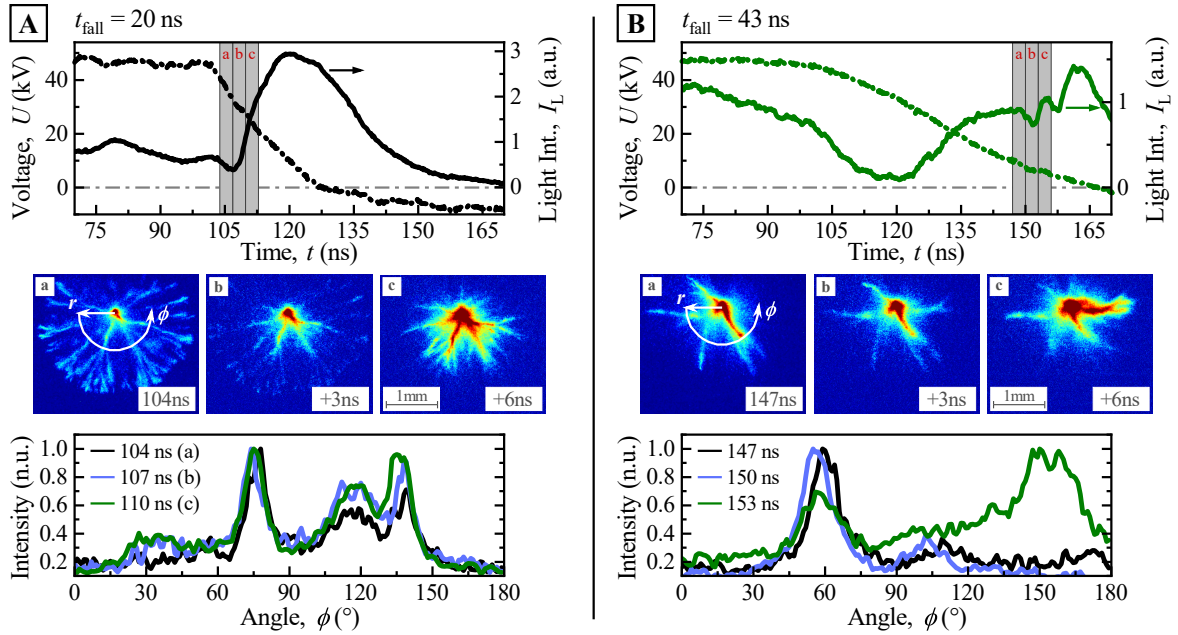 A
t_fall = 20 ns
a b c
Voltage, U (kV)
40
20
0
3
2
1
0
Light Int., I_L (a.u.)
75 90 105 120 135 150 165
Time, t (ns)
a
r
ϕ
104ns
b
+3ns
c
1mm
+6ns
Intensity (n.u.)
1.0
0.8
0.6
0.4
0.2
104 ns (a)
107 ns (b)
110 ns (c)
0 30 60 90 120 150 180
Angle, ϕ (°)
B
t_fall = 43 ns
a b c
Voltage, U (kV)
40
20
0
1
0
Light Int., I_L (a.u.)
75 90 105 120 135 150 165
Time, t (ns)
a
r
ϕ
147ns
b
+3ns
c
1mm
+6ns
Intensity (n.u.)
1.0
0.8
0.6
0.4
0.2
147 ns
150 ns
153 ns
0 30 60 90 120 150 180
Angle, ϕ (°)